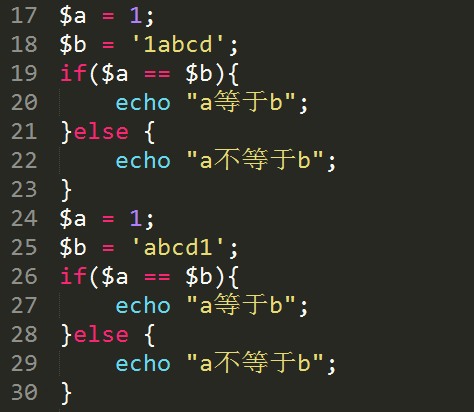 17 $a = 1;
18 $b = '1abcd';
19 if($a == $b){
20     echo "a等于b";
21 }else {
22     echo "a不等于b";
23 }
24 $a = 1;
25 $b = 'abcd1';
26 if($a == $b){
27     echo "a等于b";
28 }else {
29     echo "a不等于b";
30 }